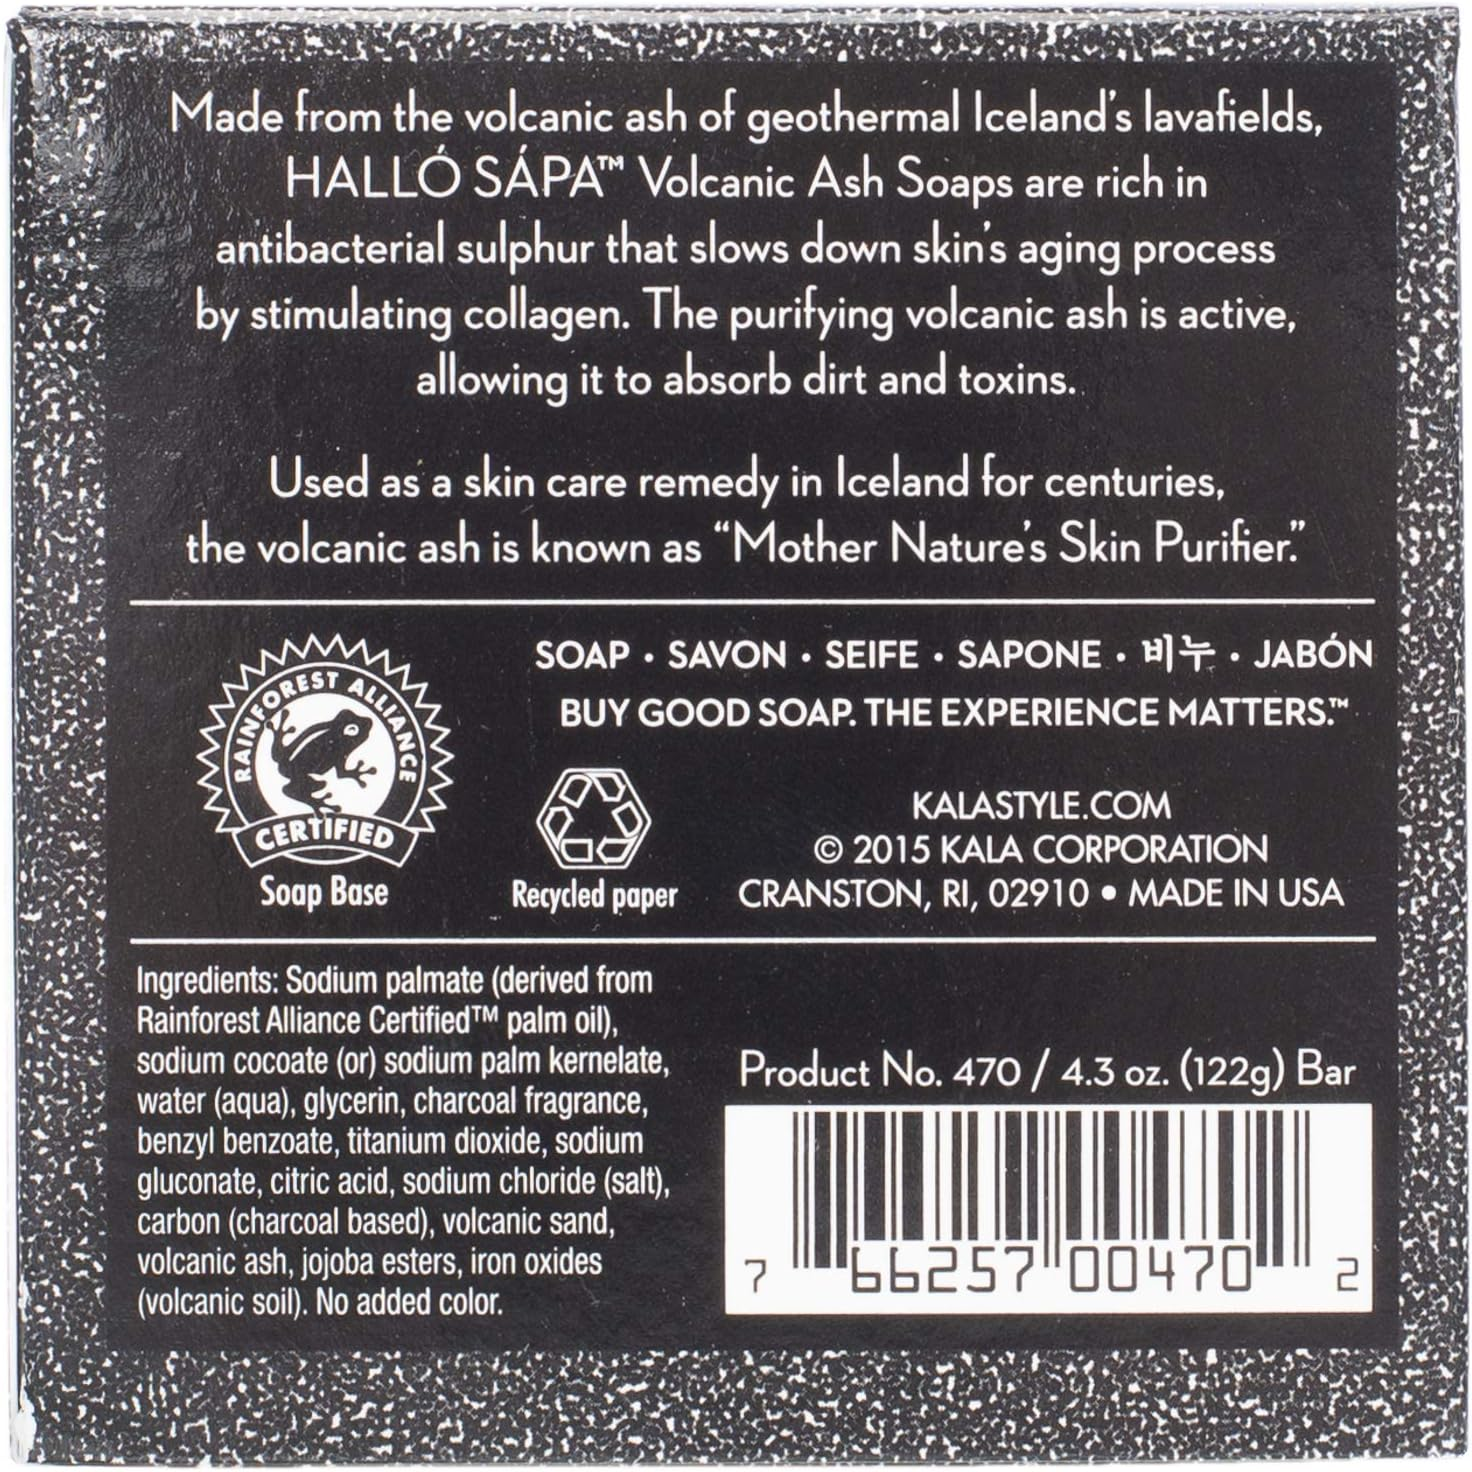 Made from the volcanic ash of geothermal Iceland's lavafields,
HALLÓ SÁPA™ Volcanic Ash Soaps are rich in
antibacterial sulphur that slows down skin's aging process
by stimulating collagen. The purifying volcanic ash is active,
allowing it to absorb dirt and toxins.
Used as a skin care remedy in Iceland for centuries,
the volcanic ash is known as “Mother Nature's Skin Purifier.”
RAINFOREST ALLIANCE
CERTIFIED
Soap Base
Recycled paper
SOAP • SAVON • SEIFE • SAPONE • 비누 • JABÓN
BUY GOOD SOAP. THE EXPERIENCE MATTERS.™
KALASTYLE.COM
© 2015 KALA CORPORATION
CRANSTON, RI, 02910 • MADE IN USA
Ingredients: Sodium palmate (derived from
Rainforest Alliance Certified™ palm oil),
sodium cocoate (or) sodium palm kernelate,
water (aqua), glycerin, charcoal fragrance,
benzyl benzoate, titanium dioxide, sodium
gluconate, citric acid, sodium chloride (salt),
carbon (charcoal based), volcanic sand,
volcanic ash, jojoba esters, iron oxides
(volcanic soil). No added color.
Product No. 470 / 4.3 oz. (122g) Bar
7 66257 00470 2